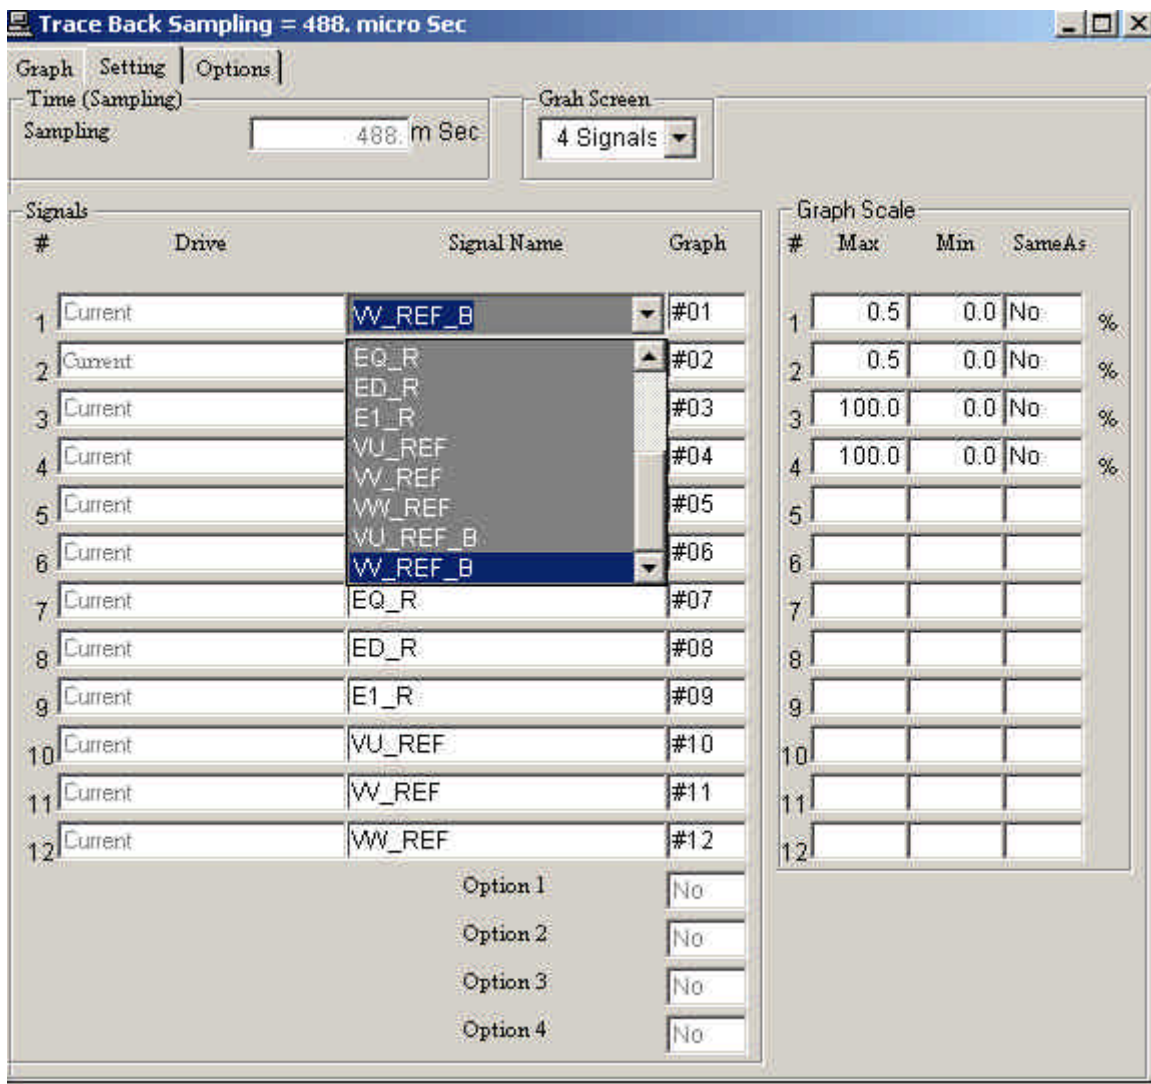 Trace Back Sampling = 488. micro Sec
Graph Setting Options
Time (Sampling) Grah Screen
Sampling 488. m Sec 4 Signals
Signals Graph Scale
# Drive Signal Name Graph # Max Min SameAs
1 Current VV_REF_B #01 1 0.5 0.0 No %
2 Current EQ_R #02 2 0.5 0.0 No %
ED_R
3 Current E1_R #03 3 100.0 0.0 No %
VU_REF
4 Current VV_REF #04 4 100.0 0.0 No %
5 Current VW_REF #05 5
VU_REF_B
6 Current VV_REF_B #06 6
7 Current EQ_R #07 7
8 Current ED_R #08 8
9 Current E1_R #09 9
10 Current VU_REF #10 10
11 Current VV_REF #11 11
12 Current VW_REF #12 12
Option 1 No
Option 2 No
Option 3 No
Option 4 No